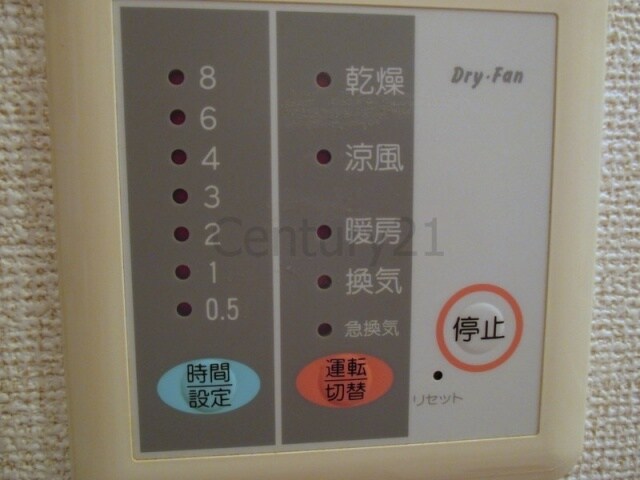 8
6
4
3
2
1
0.5
時間
設定
乾燥
涼風
暖房
換気
急換気
運転
切替
Dry・Fan
停止
リセット
Century21